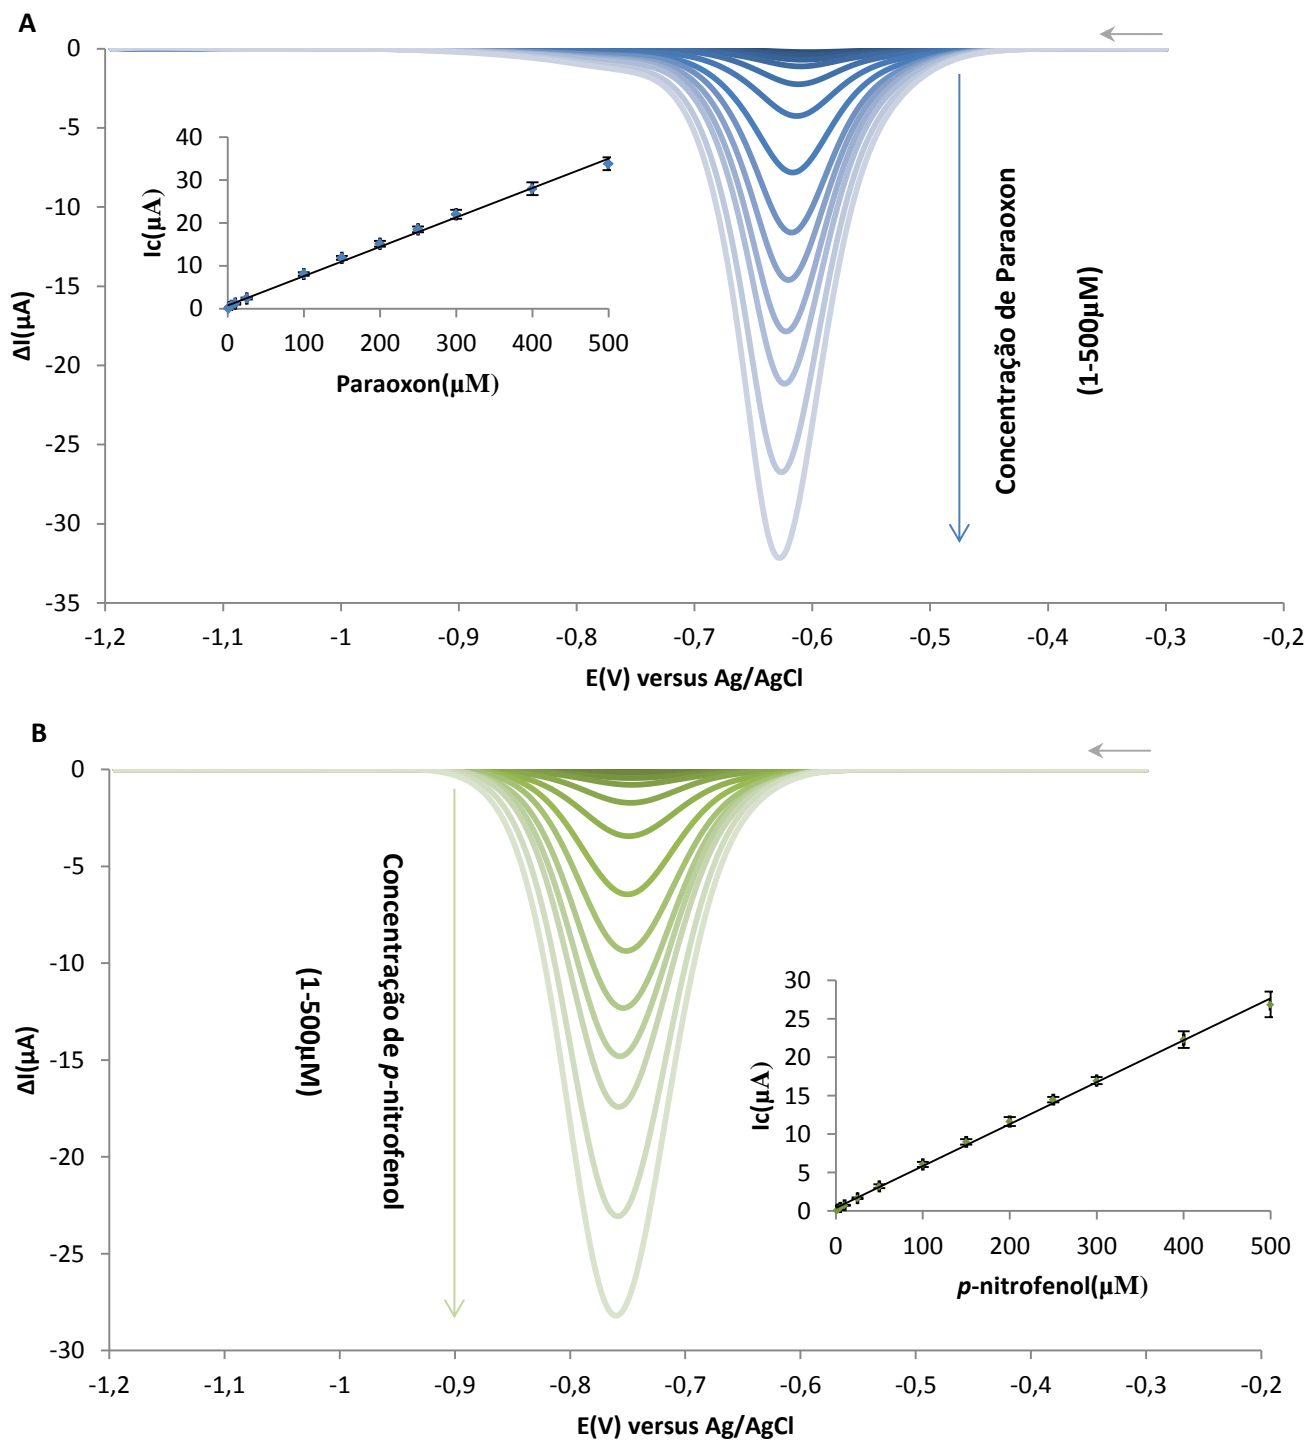 A
0
-5
-10
-15
-20
-25
-30
-35
ΔI(µA)
-1,2 -1,1 -1 -0,9 -0,8 -0,7 -0,6 -0,5 -0,4 -0,3 -0,2
E(V) versus Ag/AgCl
40
30
20
10
0
Ic(µA)
0 100 200 300 400 500
Paraoxon(µM)
Concentração de Paraoxon
(1-500µM)
B
0
-5
-10
-15
-20
-25
-30
ΔI(µA)
-1,2 -1,1 -1 -0,9 -0,8 -0,7 -0,6 -0,5 -0,4 -0,3 -0,2
E(V) versus Ag/AgCl
Concentração de p-nitrofenol
(1-500µM)
30
25
20
15
10
5
0
Ic(µA)
0 100 200 300 400 500
p-nitrofenol(µM)